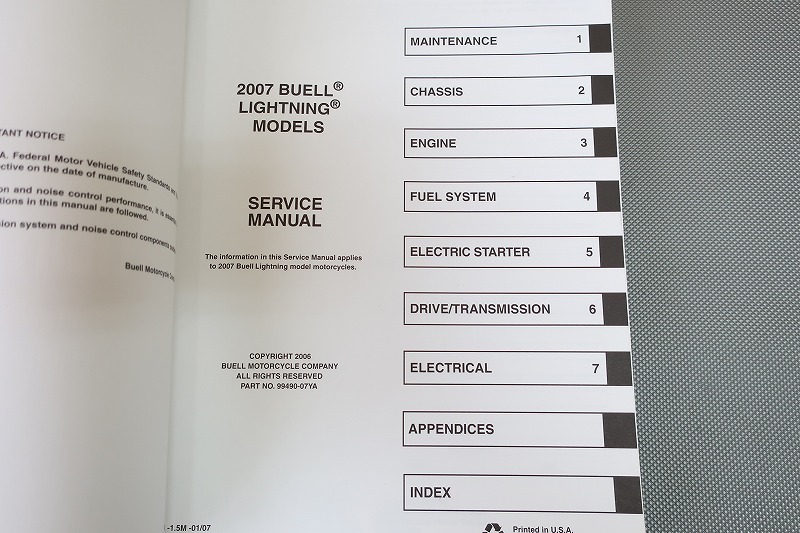 TANT NOTICE
A. Federal Motor Vehicle Safety Standards
ctive on the date of manufacture.
on and noise control performance, it is
tions in this manual are followed.
sion system and noise control components
Buell Motorcycle
2007 BUELL®
LIGHTNING®
MODELS
SERVICE
MANUAL
The information in this Service Manual applies
to 2007 Buell Lightning model motorcycles.
COPYRIGHT 2006
BUELL MOTORCYCLE COMPANY
ALL RIGHTS RESERVED
PART NO. 99490-07YA
-1.5M -01/07
MAINTENANCE 1
CHASSIS 2
ENGINE 3
FUEL SYSTEM 4
ELECTRIC STARTER 5
DRIVE/TRANSMISSION 6
ELECTRICAL 7
APPENDICES
INDEX
Printed in U.S.A.